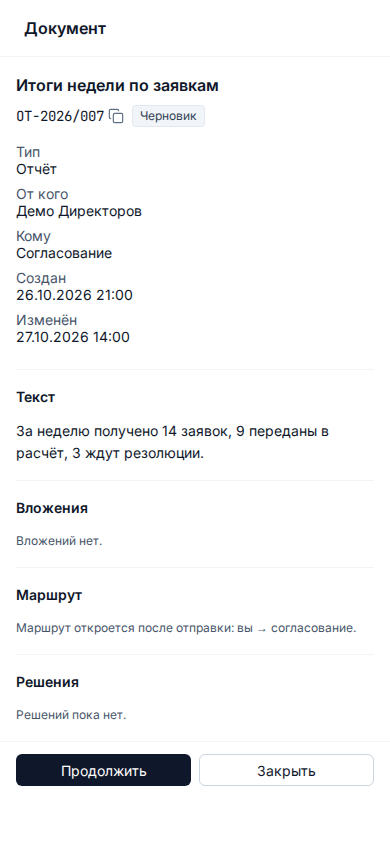 Документ
Итоги недели по заявкам
ОТ-2026/007 Черновик
Тип
Отчёт
От кого
Демо Директоров
Кому
Согласование
Создан
26.10.2026 21:00
Изменён
27.10.2026 14:00
Текст
За неделю получено 14 заявок, 9 переданы в
расчёт, 3 ждут резолюции.
Вложения
Вложений нет.
Маршрут
Маршрут откроется после отправки: вы → согласование.
Решения
Решений пока нет.
Продолжить Закрыть